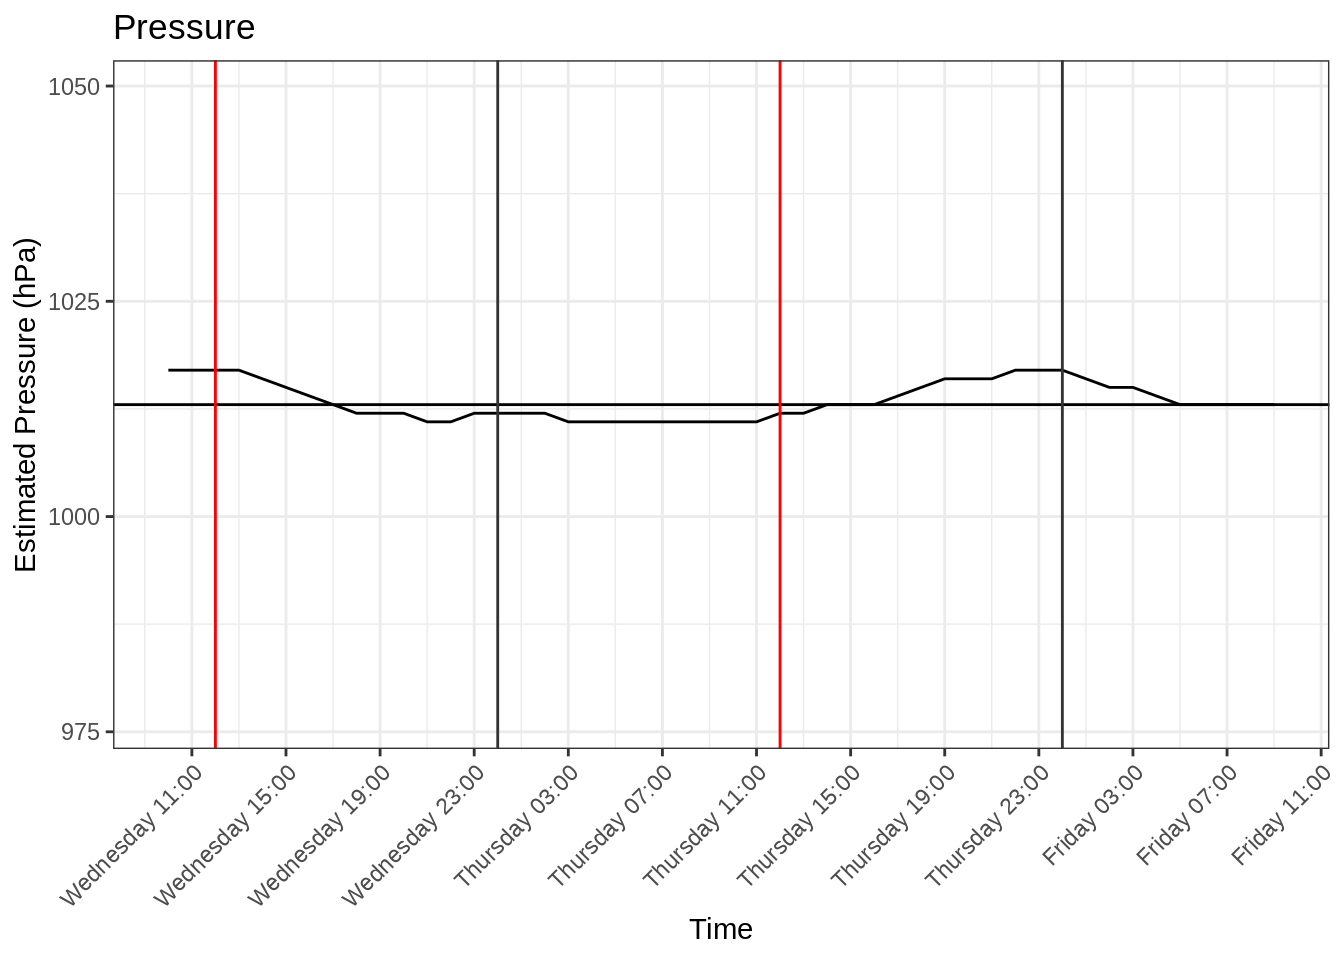 Pressure
Estimated Pressure (hPa)
1050
1025
1000
975
Wednesday 11:00
Wednesday 15:00
Wednesday 19:00
Wednesday 23:00
Thursday 03:00
Thursday 07:00
Thursday 11:00
Thursday 15:00
Thursday 19:00
Thursday 23:00
Friday 03:00
Friday 07:00
Friday 11:00
Time